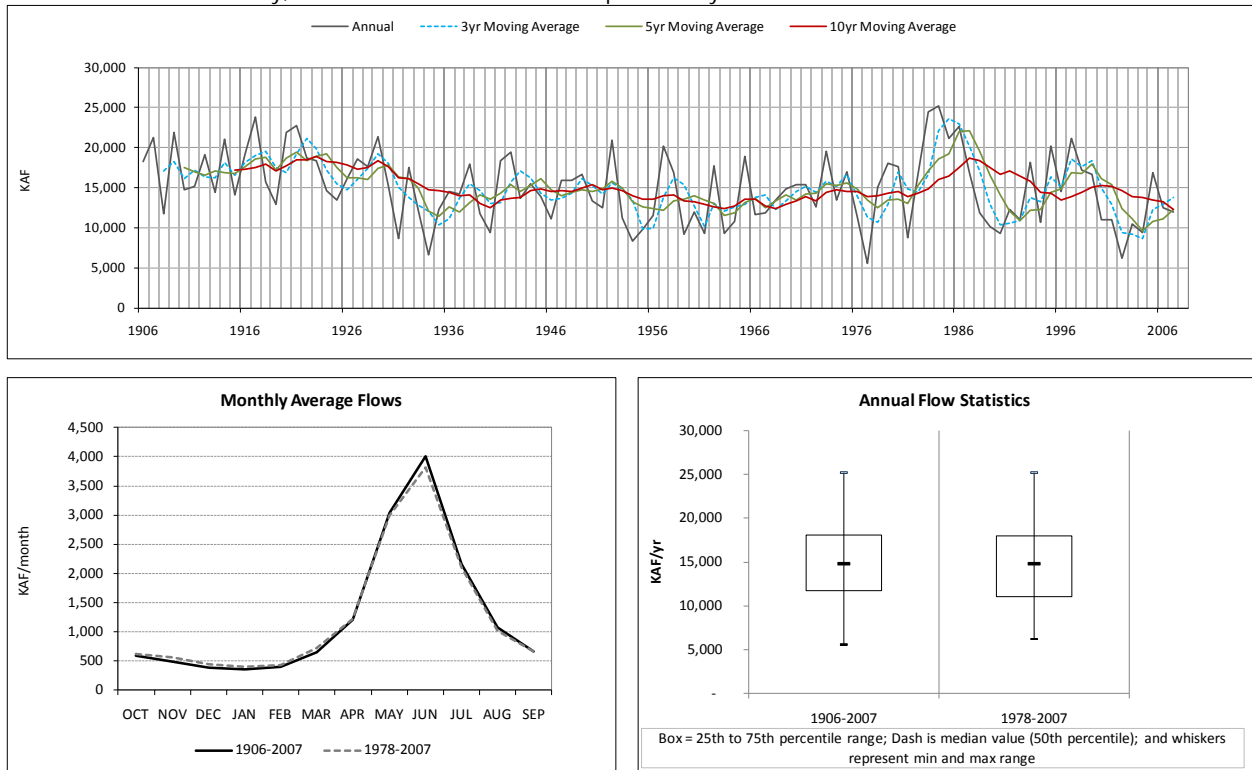 Annual 3yr Moving Average 5yr Moving Average 10yr Moving Average
30,000
25,000
20,000
15,000
10,000
5,000
0
KAF
1906 1916 1926 1936 1946 1956 1966 1976 1986 1996 2006
Monthly Average Flows
4,500
4,000
3,500
3,000
2,500
2,000
1,500
1,000
500
0
KAF/month
OCT NOV DEC JAN FEB MAR APR MAY JUN JUL AUG SEP
1906-2007 1978-2007
Annual Flow Statistics
30,000
25,000
20,000
15,000
10,000
5,000
-
KAF/yr
1906-2007 1978-2007
Box = 25th to 75th percentile range; Dash is median value (50th percentile); and whiskers
represent min and max range